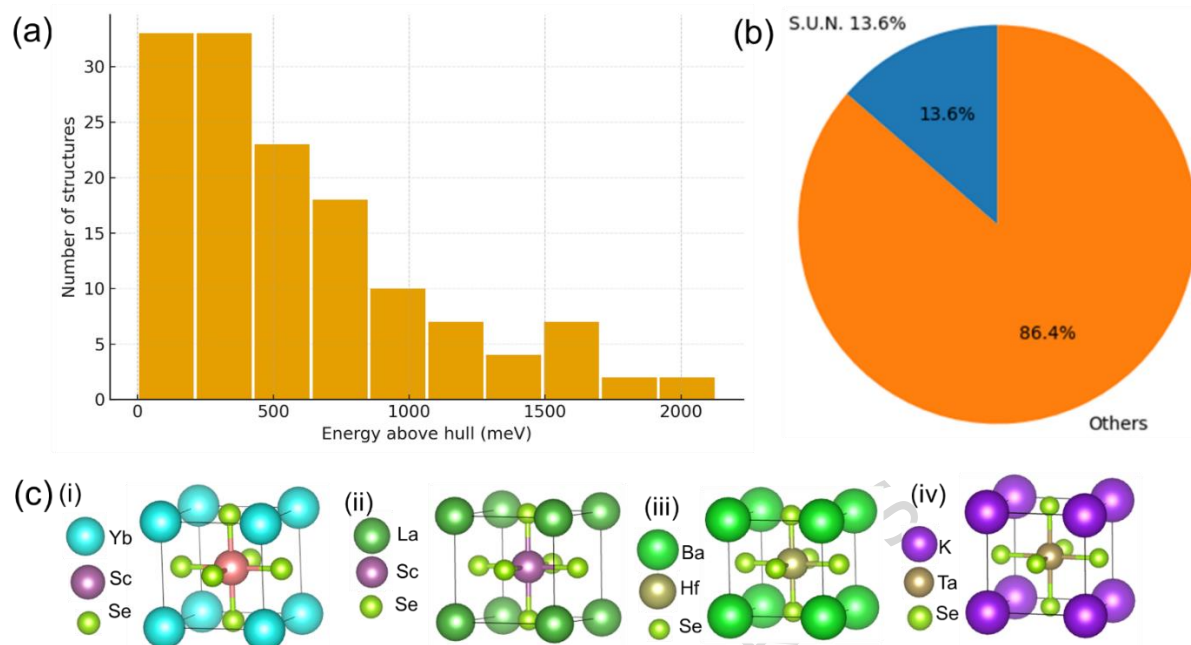 (a)
Number of structures
30
25
20
15
10
5
0
0 500 1000 1500 2000
Energy above hull (meV)
(b)
S.U.N. 13.6%
13.6%
86.4%
Others
(c)
(i)
Yb
Sc
Se
(ii)
La
Sc
Se
(iii)
Ba
Hf
Se
(iv)
K
Ta
Se